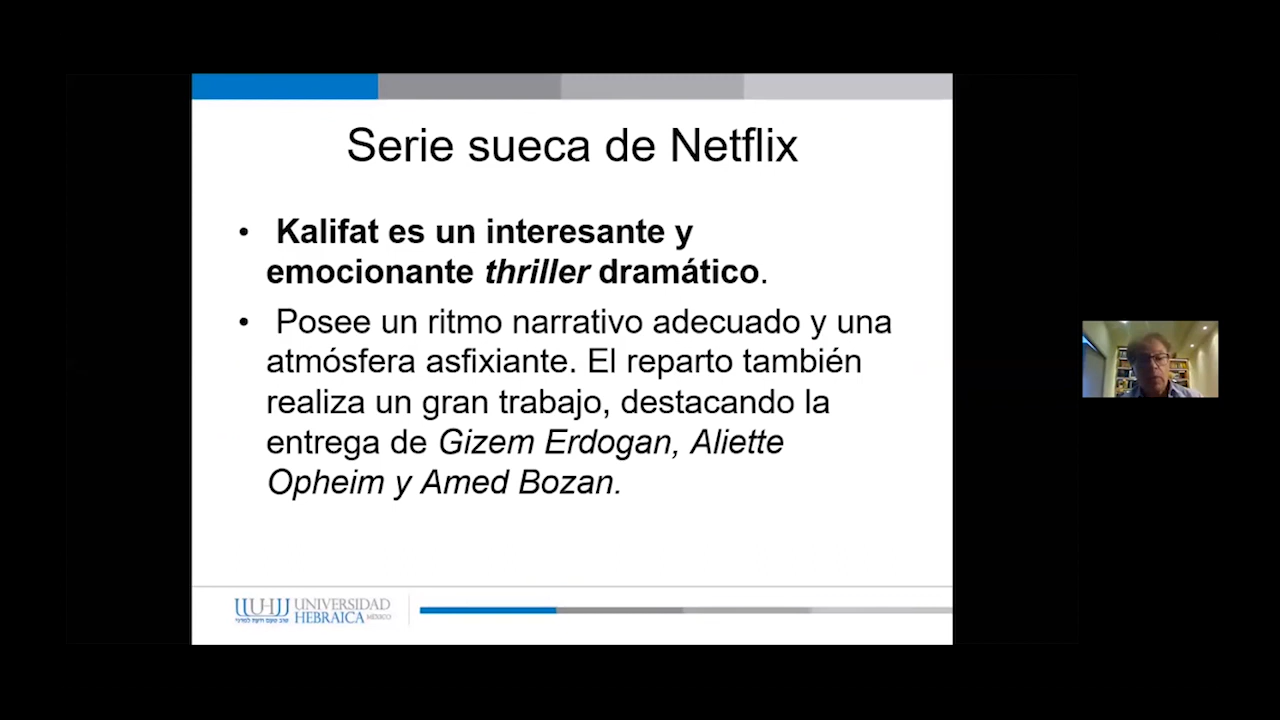 Serie sueca de Netflix
• Kalifat es un interesante y
emocionante thriller dramático.
• Posee un ritmo narrativo adecuado y una
atmósfera asfixiante. El reparto también
realiza un gran trabajo, destacando la
entrega de Gizem Erdogan, Aliette
Opheim y Amed Bozan.
UNIVERSIDAD
HEBRAICA MÉXICO